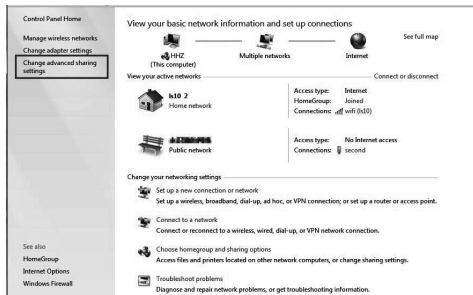 Control Panel Home
Manage wireless networks
Change adapter settings
Change advanced sharing
settings
See also
HomeGroup
Internet Options
Windows Firewall
View your basic network information and set up connections
See full map
HHZ
(This computer)
Multiple networks
Internet
View your active networks
Connect or disconnect
ls10 2
Home network
Access type: Internet
HomeGroup: Joined
Connections: wifi (ls10)
Public network
Access type: No Internet access
Connections: second
Change your networking settings
Set up a new connection or network
Set up a wireless, broadband, dial-up, ad hoc, or VPN connection; or set up a router or access point.
Connect to a network
Connect or reconnect to a wireless, wired, dial-up, or VPN network connection.
Choose homegroup and sharing options
Access files and printers located on other network computers, or change sharing settings.
Troubleshoot problems
Diagnose and repair network problems, or get troubleshooting information.